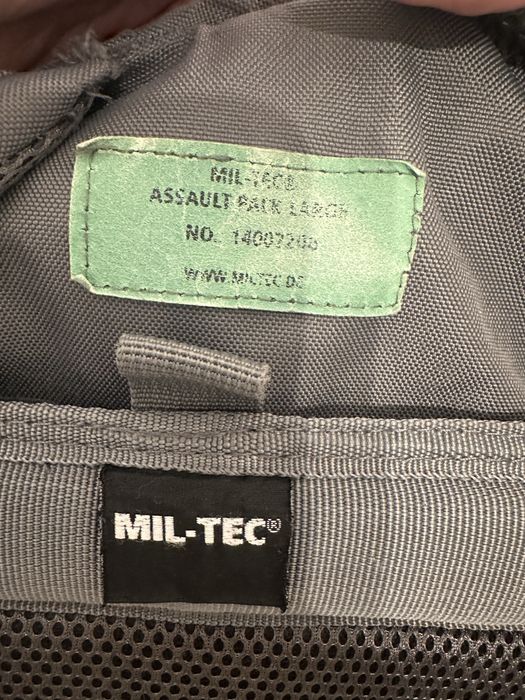 MIL-TEC®
ASSAULT PACK LARGE
NO. 14002208
WWW.MILTEC.DE
MIL-TEC®